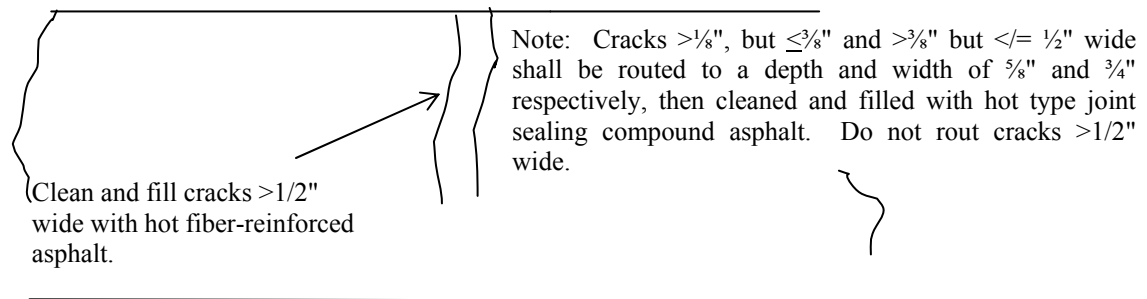 Note: Cracks >⅛", but ≤⅜" and >⅜" but </= ½" wide
shall be routed to a depth and width of ⅝" and ¾"
respectively, then cleaned and filled with hot type joint
sealing compound asphalt. Do not rout cracks >1/2"
wide.
Clean and fill cracks >1/2"
wide with hot fiber-reinforced
asphalt.